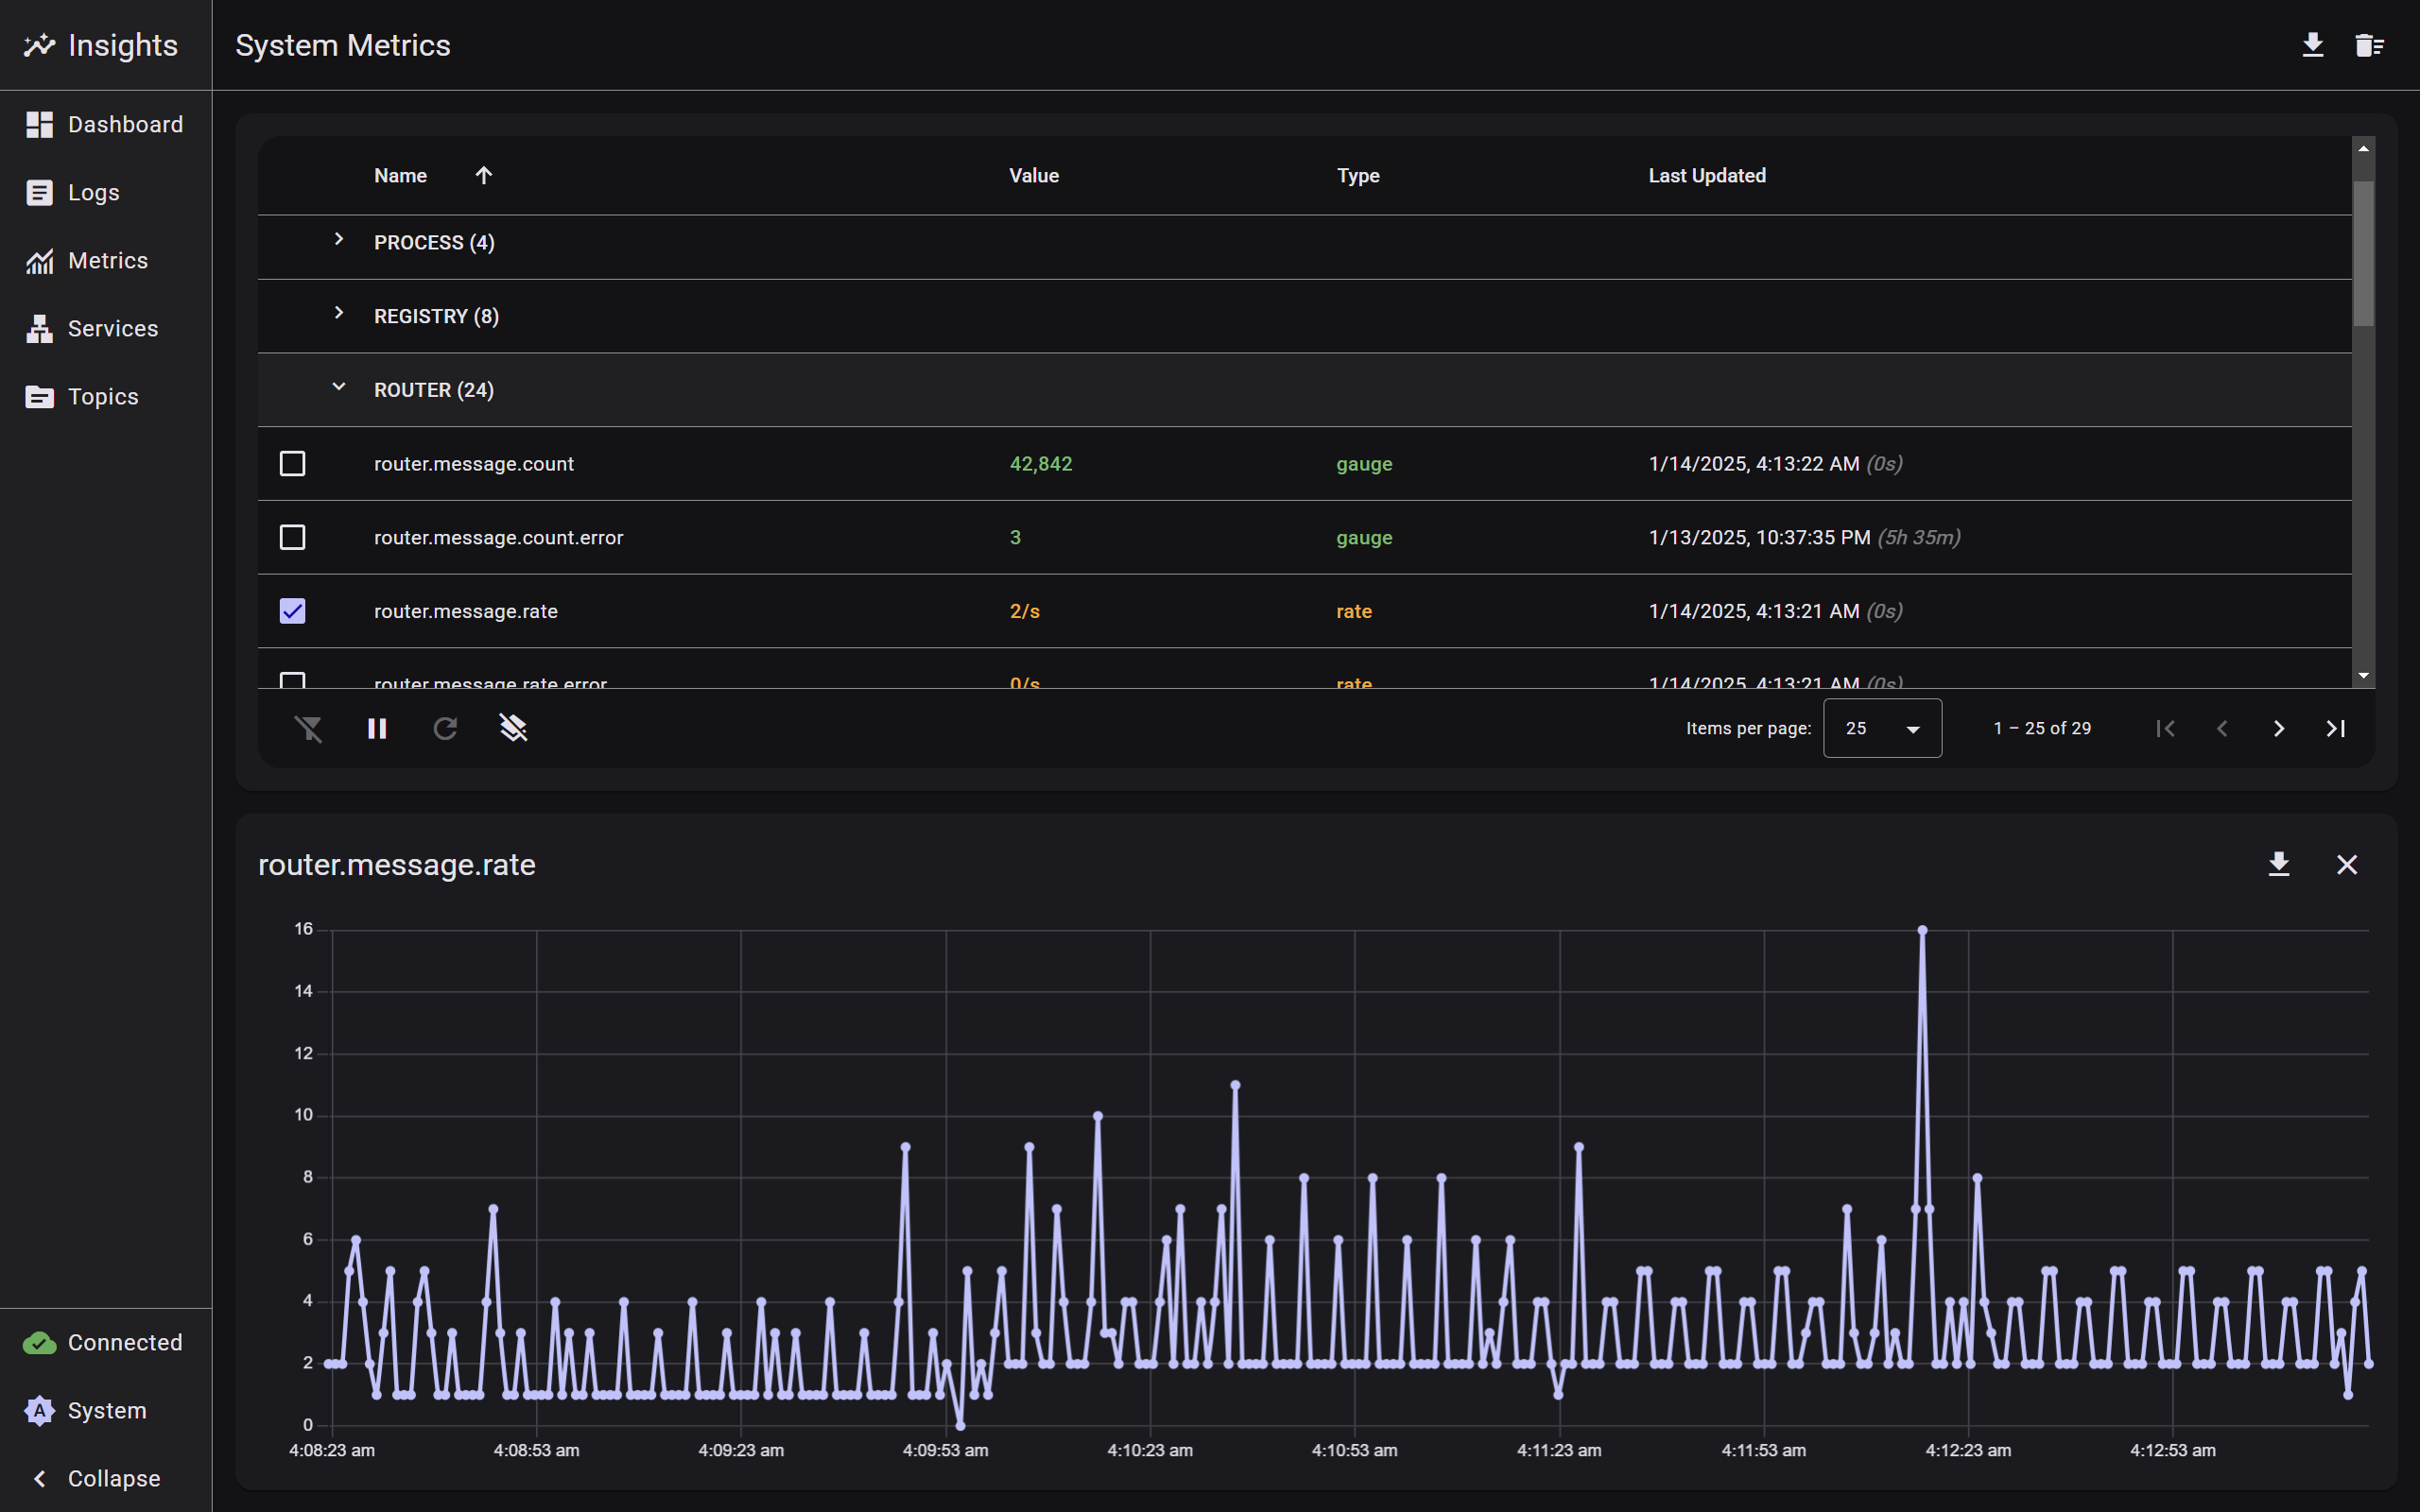 Insights
System Metrics
Dashboard
Logs
Metrics
Services
Topics
Name Value Type Last Updated
PROCESS (4)
REGISTRY (8)
ROUTER (24)
router.message.count 42,842 gauge 1/14/2025, 4:13:22 AM (0s)
router.message.count.error 3 gauge 1/13/2025, 10:37:35 PM (5h 35m)
router.message.rate 2/s rate 1/14/2025, 4:13:21 AM (0s)
router.message.rate.error 0/s rate 1/14/2025, 4:13:21 AM (0s)
Items per page: 25 1 – 25 of 29
router.message.rate
16
14
12
10
8
6
4
2
0
4:08:23 am 4:08:53 am 4:09:23 am 4:09:53 am 4:10:23 am 4:10:53 am 4:11:23 am 4:11:53 am 4:12:23 am 4:12:53 am
Connected
A System
Collapse